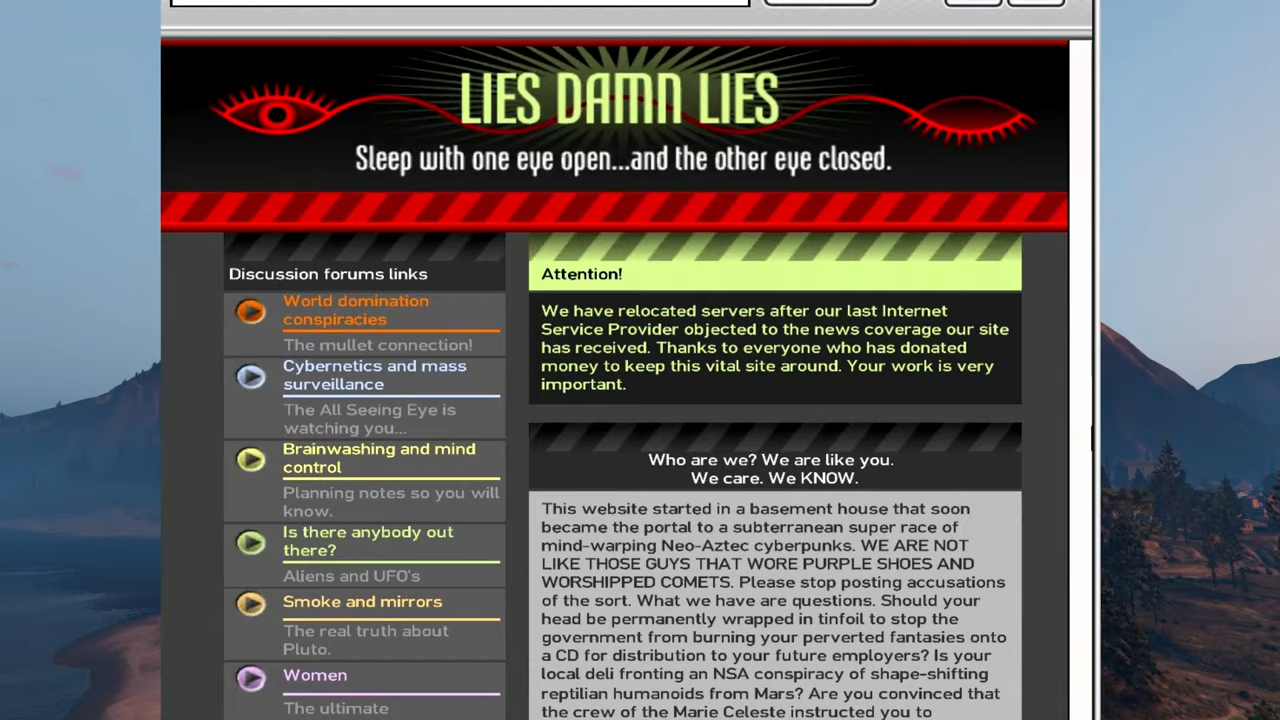 LIES DAMN LIES
Sleep with one eye open...and the other eye closed.
Discussion forums links
World domination
conspiracies
The mullet connection!
Cybernetics and mass
surveillance
The All Seeing Eye is
watching you...
Brainwashing and mind
control
Planning notes so you will
know.
Is there anybody out
there?
Aliens and UFO's
Smoke and mirrors
The real truth about
Pluto.
Women
The ultimate
Attention!
We have relocated servers after our last Internet
Service Provider objected to the news coverage our site
has received. Thanks to everyone who has donated
money to keep this vital site around. Your work is very
important.
Who are we? We are like you.
We care. We KNOW.
This website started in a basement house that soon
became the portal to a subterranean super race of
mind-warping Neo-Aztec cyberpunks. WE ARE NOT
LIKE THOSE GUYS THAT WORE PURPLE SHOES AND
WORSHIPPED COMETS. Please stop posting accusations
of the sort. What we have are questions. Should your
head be permanently wrapped in tinfoil to stop the
government from burning your perverted fantasies onto
a CD for distribution to your future employers? Is your
local deli fronting an NSA conspiracy of shape-shifting
reptilian humanoids from Mars? Are you convinced that
the crew of the Marie Celeste instructed you to